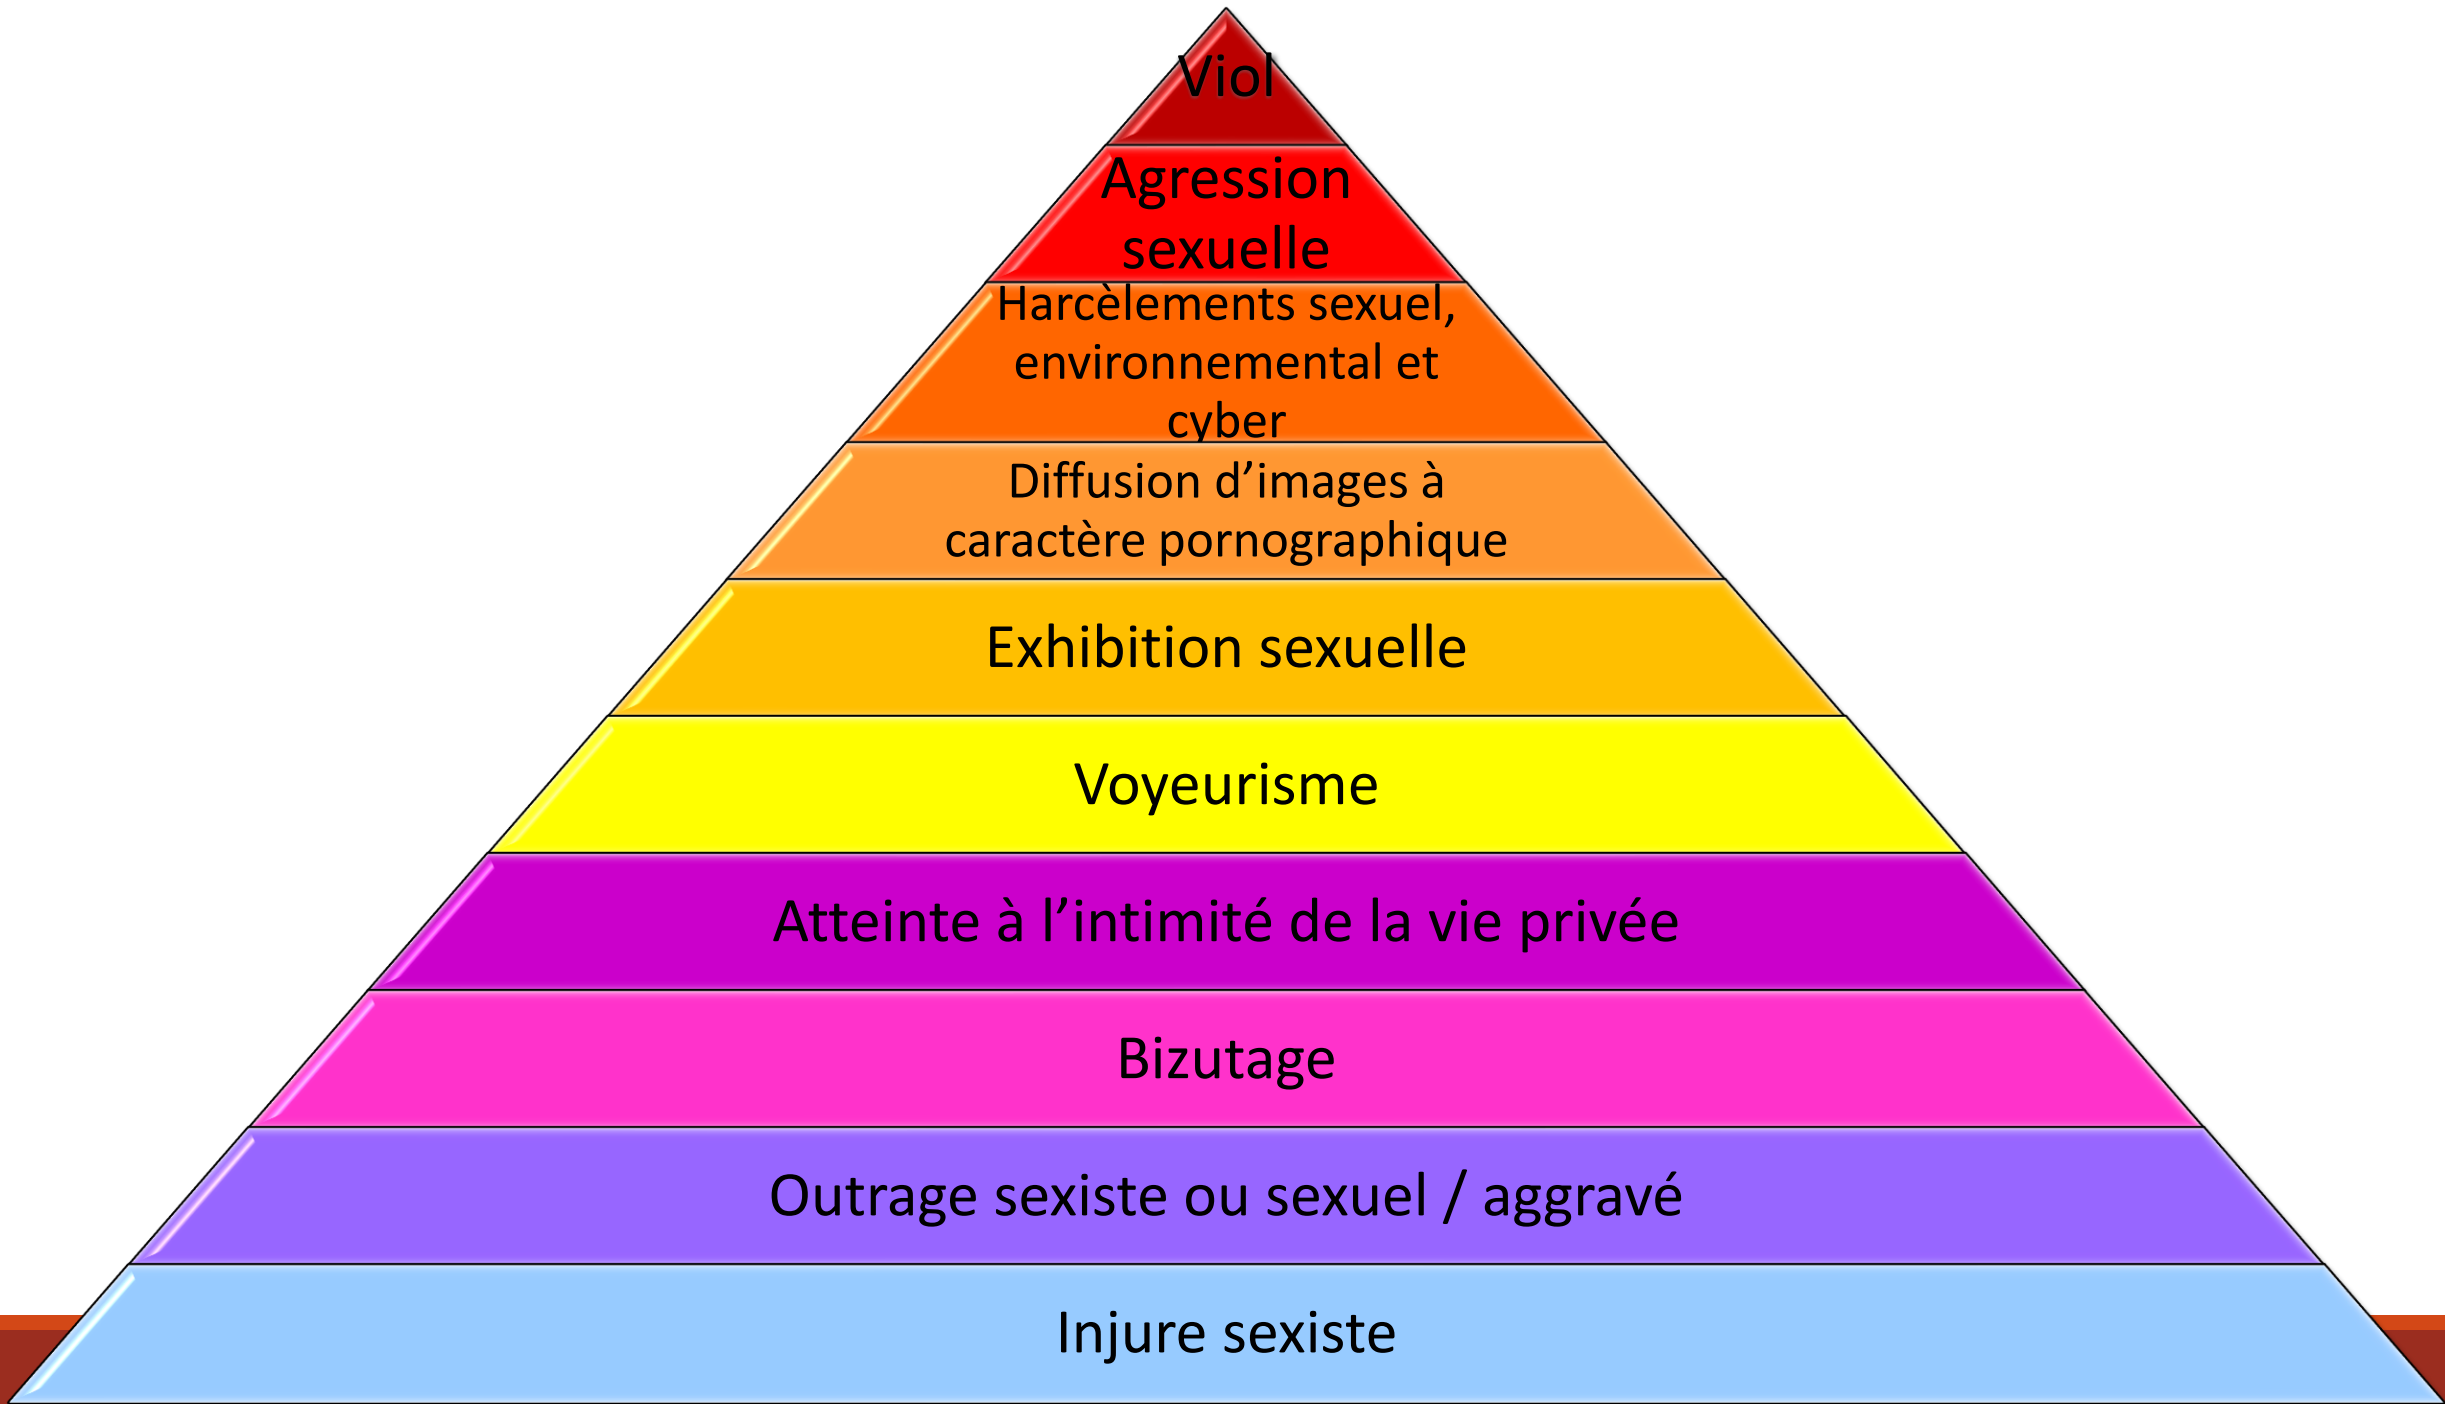 Viol
Agression
sexuelle
Harcèlements sexuel,
environnemental et
cyber
Diffusion d’images à
caractère pornographique
Exhibition sexuelle
Voyeurisme
Atteinte à l’intimité de la vie privée
Bizutage
Outrage sexiste ou sexuel / aggravé
Injure sexiste